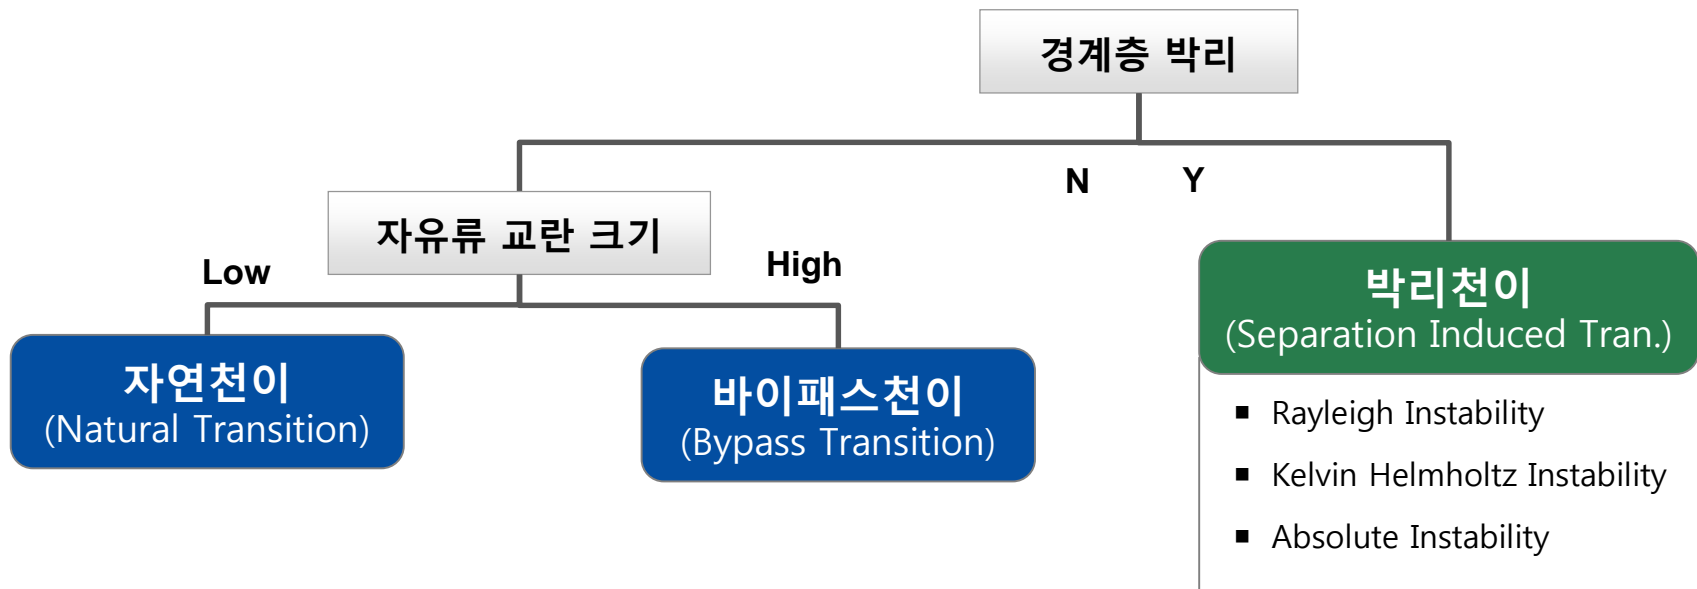 경계층 박리
N
Y
자유류 교란 크기
Low
High
자연천이
(Natural Transition)
바이패스천이
(Bypass Transition)
박리천이
(Separation Induced Tran.)
▪ Rayleigh Instability
▪ Kelvin Helmholtz Instability
▪ Absolute Instability